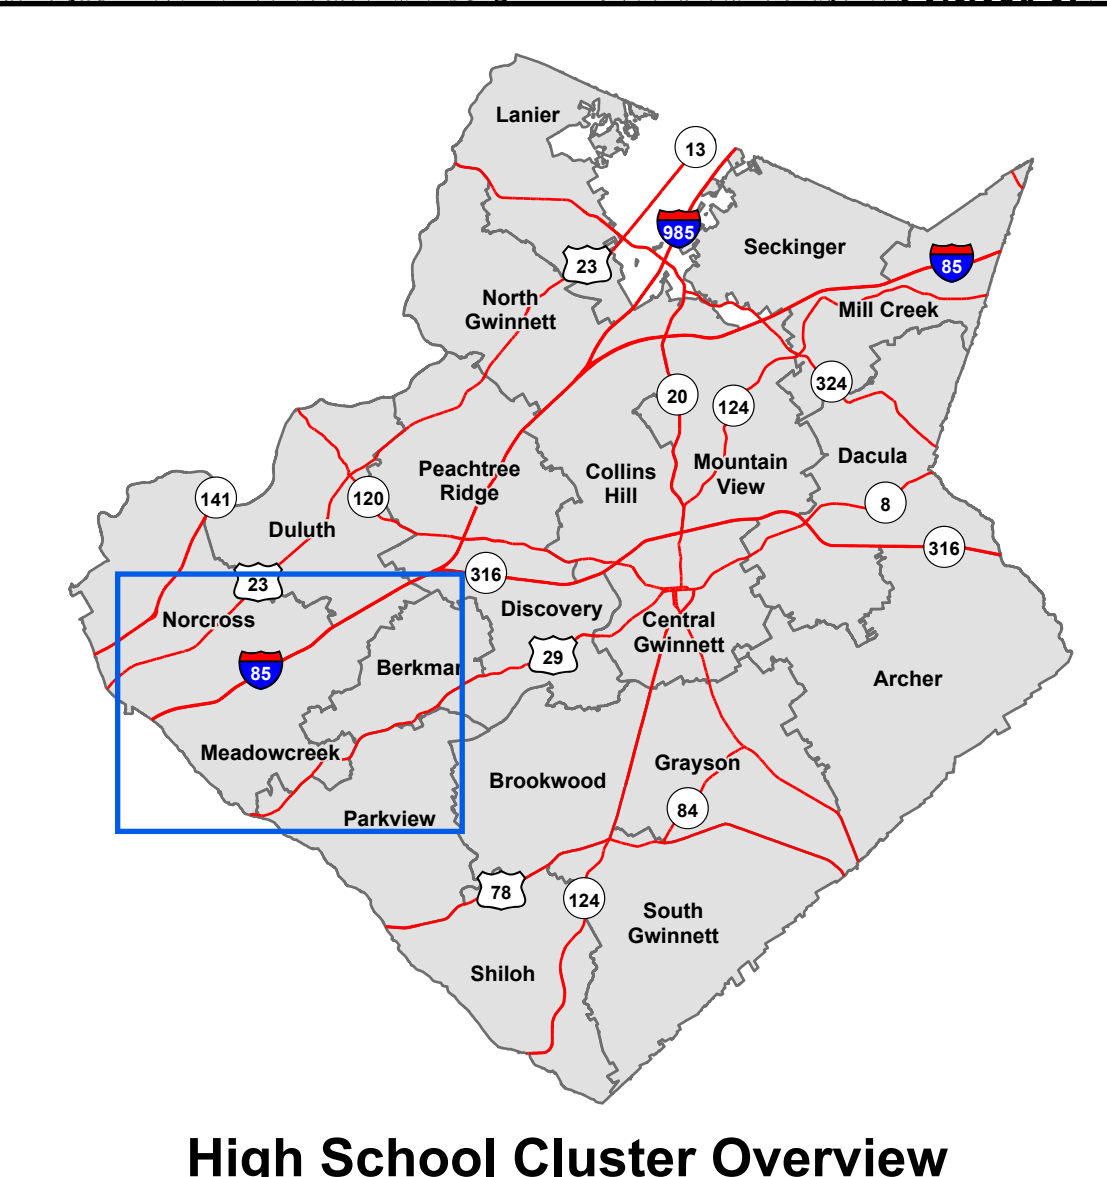 Lanier
13
985
Seckinger
85
23
North
Gwinnett
Mill Creek
324
20
124
Peachtree
Ridge
Collins
Hill
Mountain
View
Dacula
141
120
8
Duluth
316
316
23
Discovery
Norcross
Central
Gwinnett
29
85
Berkmar
Archer
Meadowcreek
Grayson
Brookwood
84
Parkview
78
124
South
Gwinnett
Shiloh
High School Cluster Overview